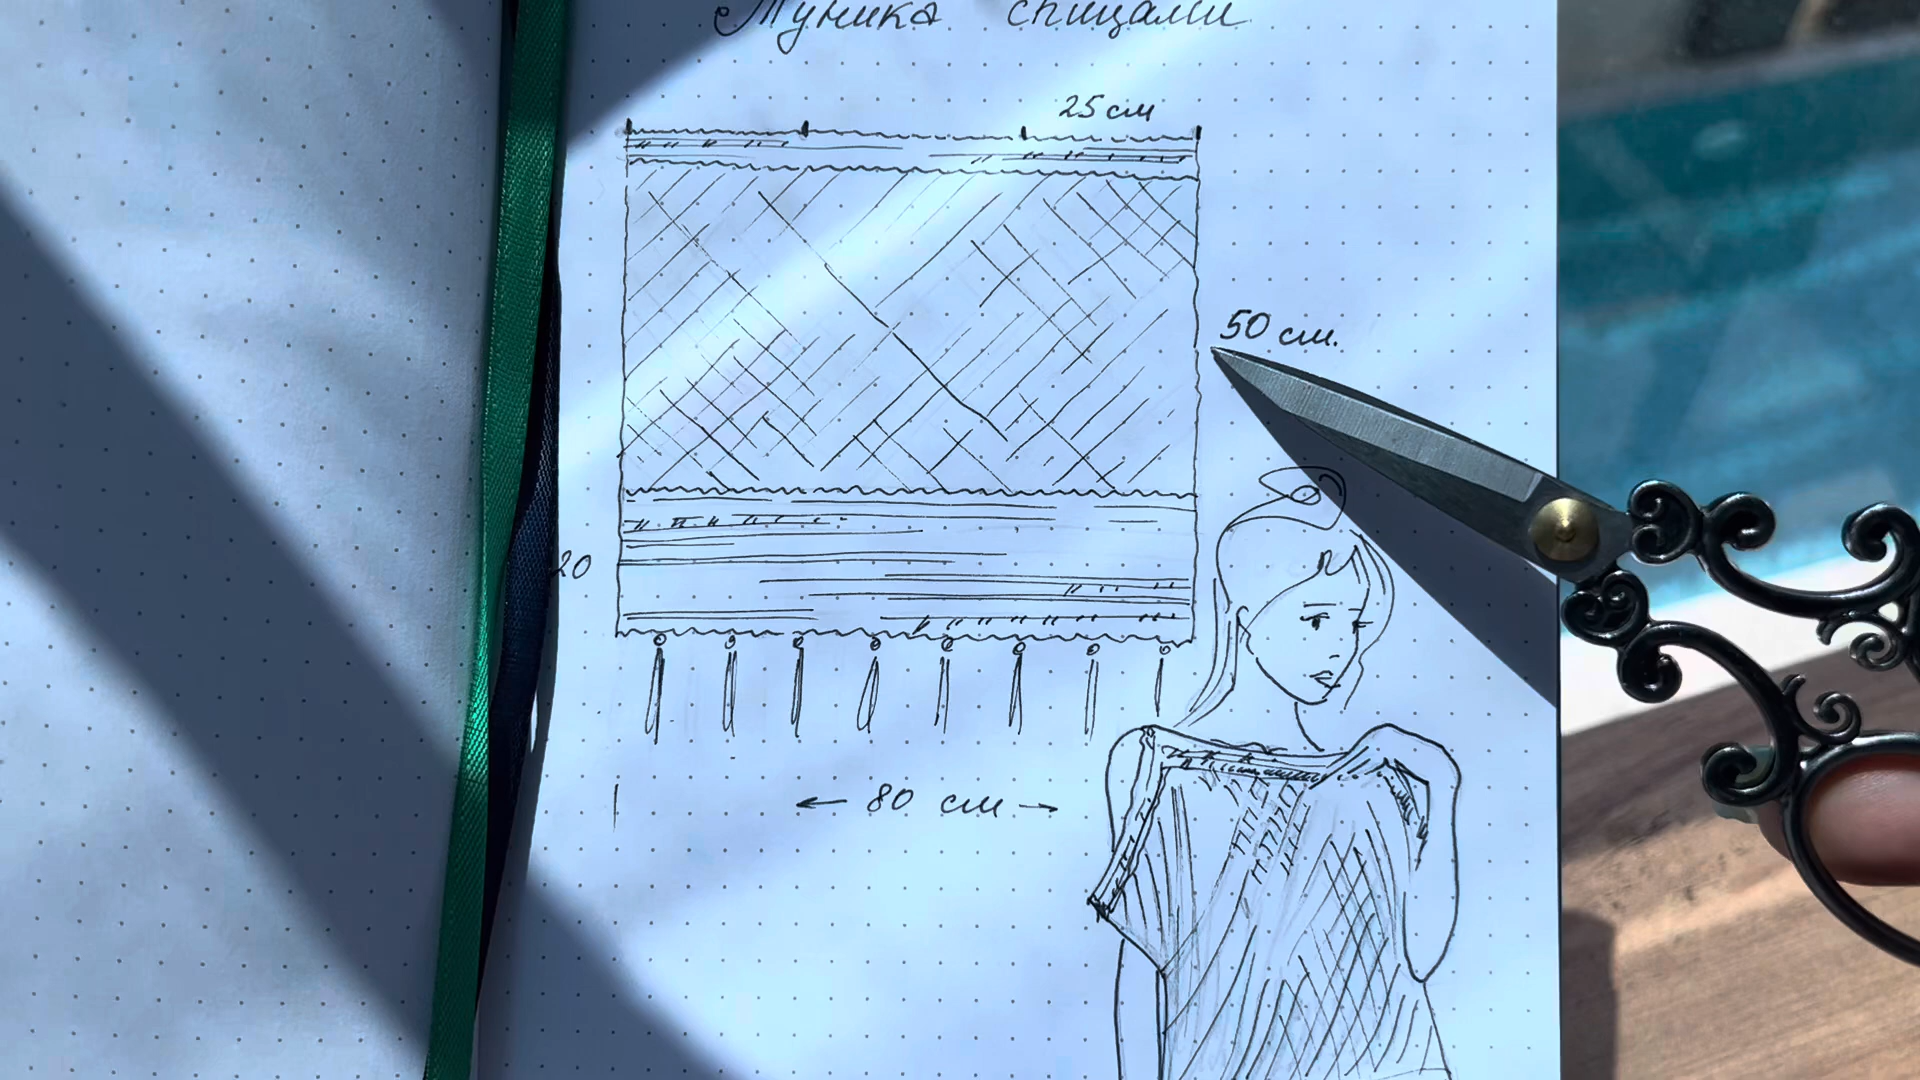 Туника спицами
25 см
50 см.
20
← 80 см →